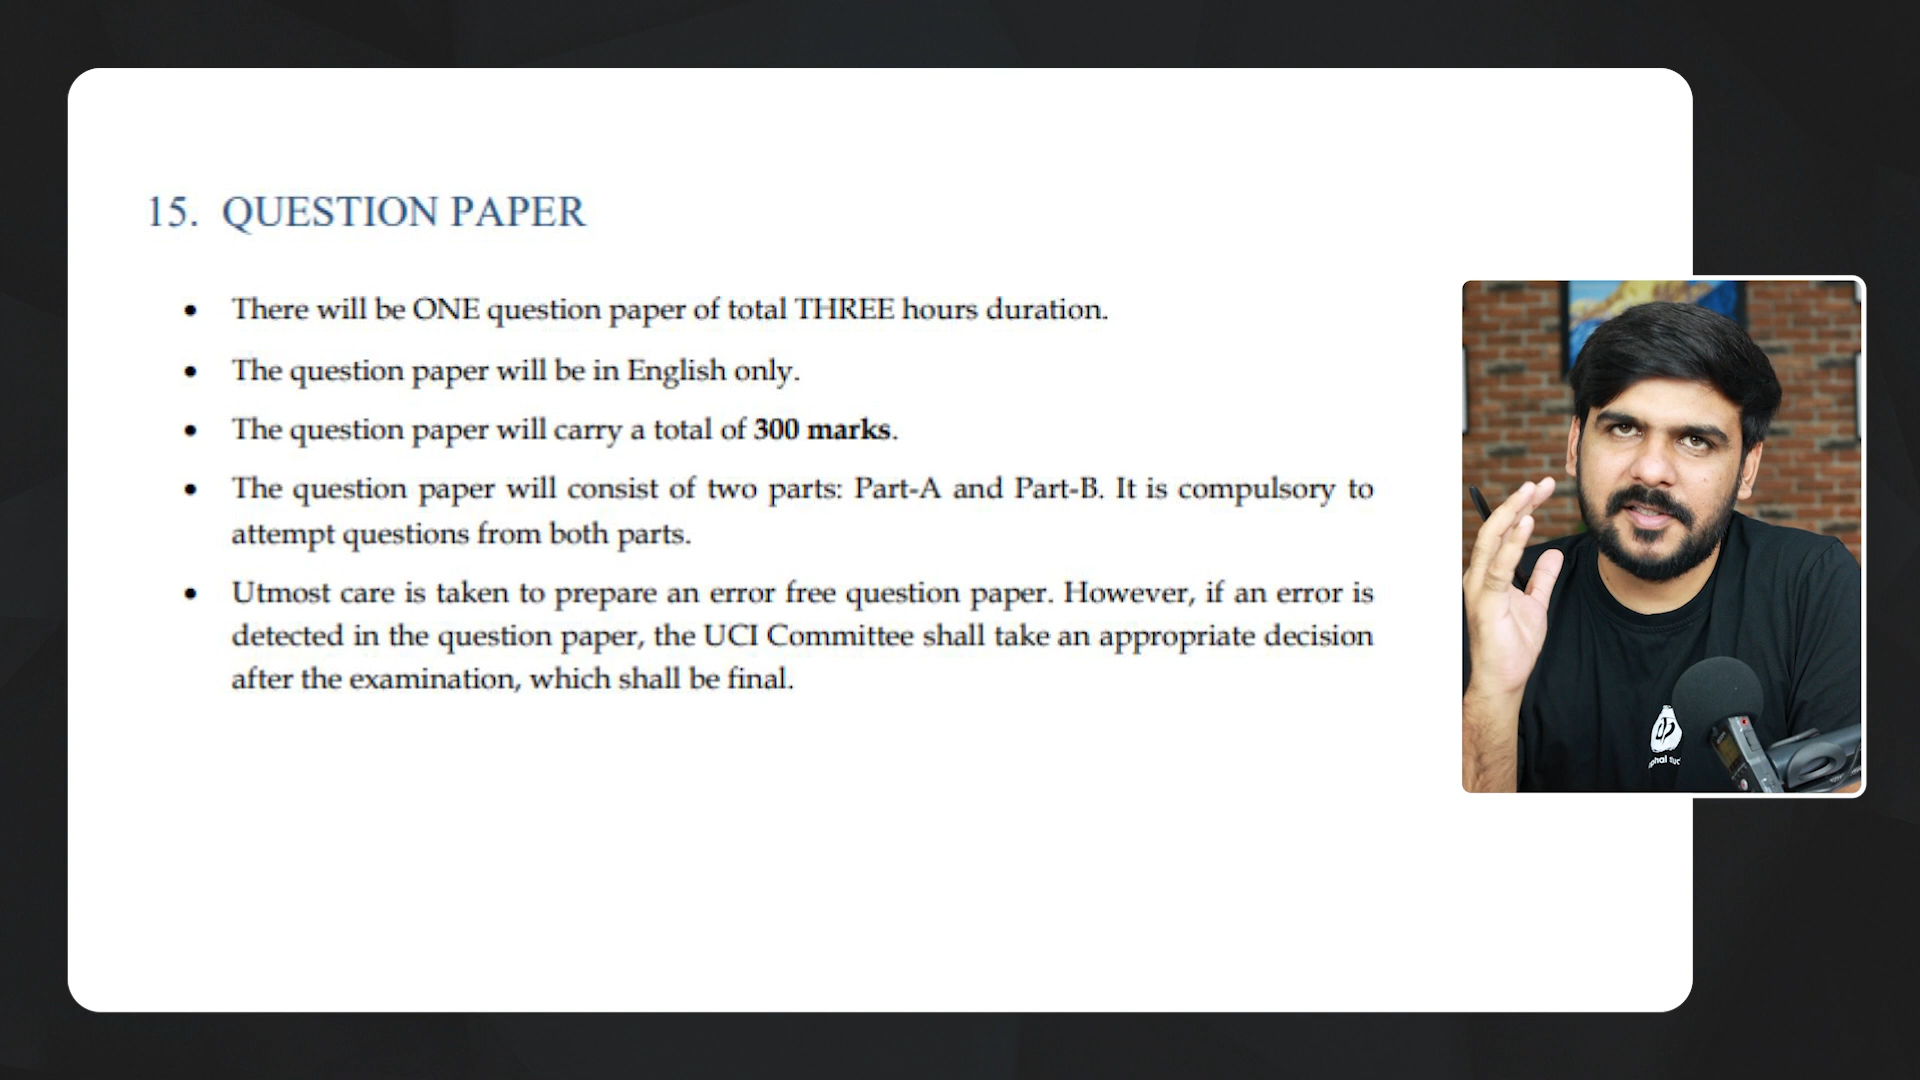 15. QUESTION PAPER
• There will be ONE question paper of total THREE hours duration.
• The question paper will be in English only.
• The question paper will carry a total of 300 marks.
• The question paper will consist of two parts: Part-A and Part-B. It is compulsory to
attempt questions from both parts.
• Utmost care is taken to prepare an error free question paper. However, if an error is
detected in the question paper, the UCI Committee shall take an appropriate decision
after the examination, which shall be final.